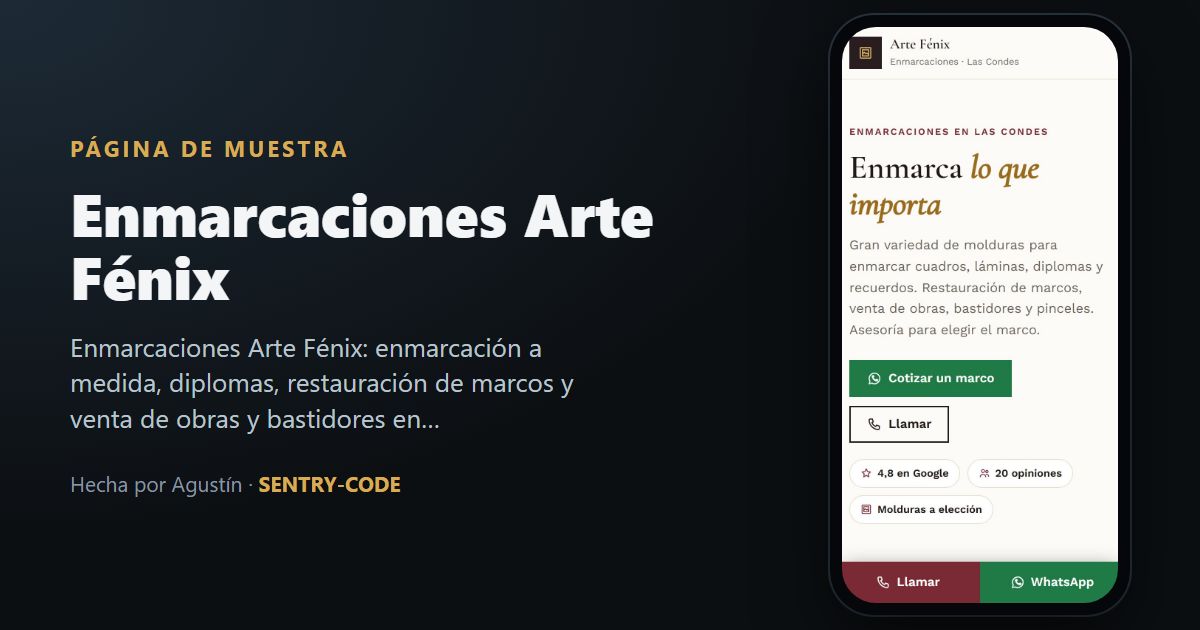 PÁGINA DE MUESTRA
Enmarcaciones Arte
Fénix
Enmarcaciones Arte Fénix: enmarcación a
medida, diplomas, restauración de marcos y
venta de obras y bastidores en...
Hecha por Agustín · SENTRY-CODE
Arte Fénix
Enmarcaciones · Las Condes
ENMARCACIONES EN LAS CONDES
Enmarca lo que
importa
Gran variedad de molduras para
enmarcar cuadros, láminas, diplomas y
recuerdos. Restauración de marcos,
venta de obras, bastidores y pinceles.
Asesoría para elegir el marco.
Cotizar un marco
Llamar
4,8 en Google
20 opiniones
Molduras a elección
Llamar
WhatsApp